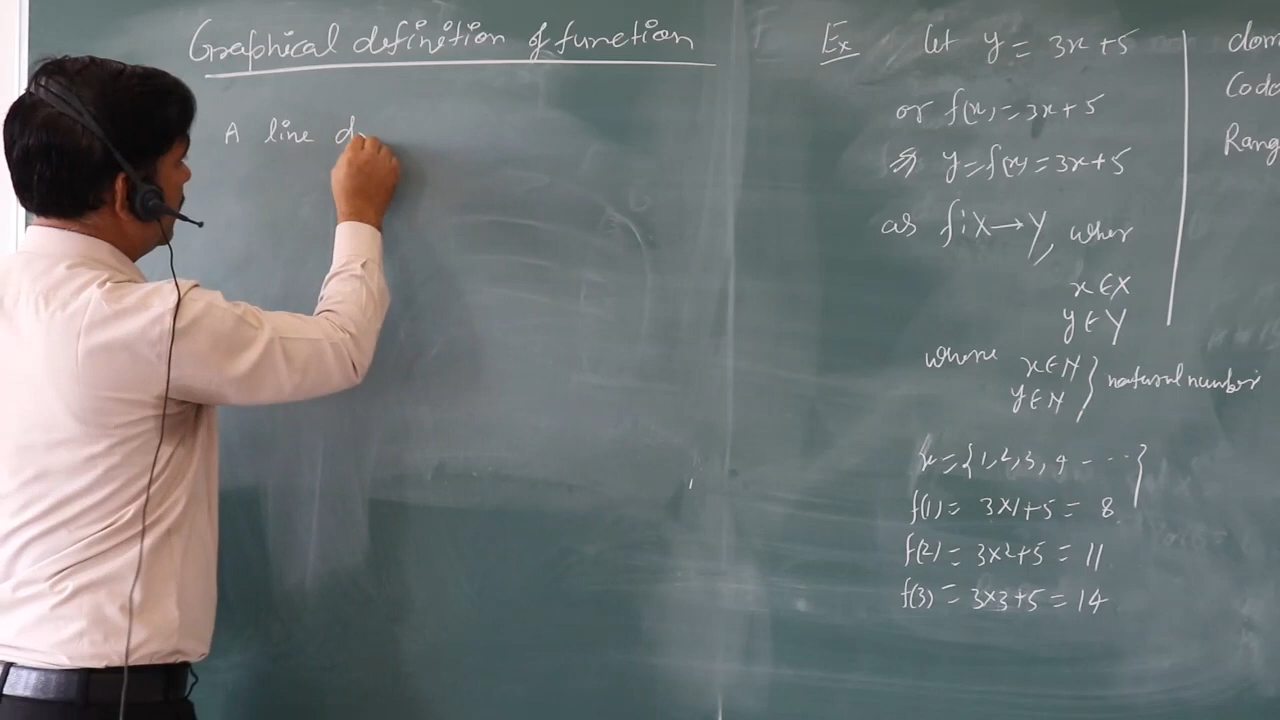 Graphical definition of function
A line d
Ex Let y = 3x + 5
or f(x) = 3x + 5
⇒ y = f(x) = 3x + 5
as f: X → Y, wher
x ∈ X
y ∈ Y
where x ∈ N
y ∈ N } natural number
x = {1, 2, 3, 4 - ...}
f(1) = 3×1+5 = 8
f(2) = 3×2+5 = 11
f(3) = 3×3+5 = 14
dom
Codo
Rang